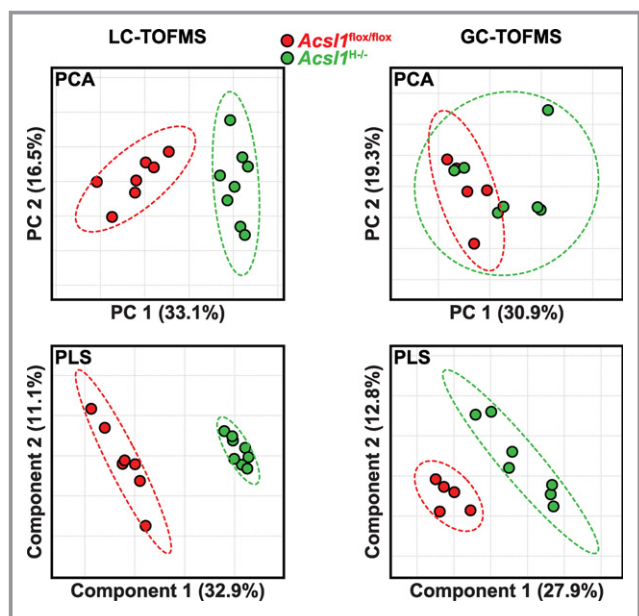 LC-TOFMS
Acsl1flox/flox
Acsl1H-/-
GC-TOFMS
PCA
PC 2 (16.5%)
PC 1 (33.1%)
PCA
PC 2 (19.3%)
PC 1 (30.9%)
PLS
Component 2 (11.1%)
Component 1 (32.9%)
PLS
Component 2 (12.8%)
Component 1 (27.9%)